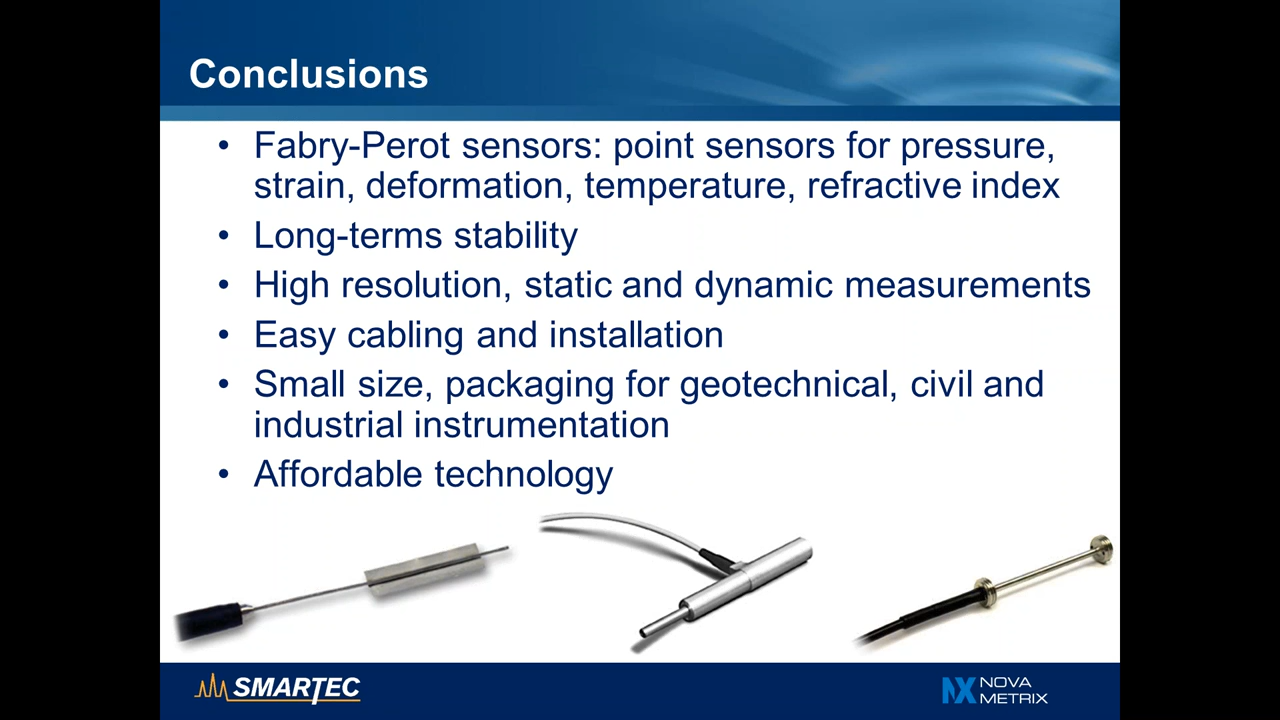 Conclusions
• Fabry-Perot sensors: point sensors for pressure,
strain, deformation, temperature, refractive index
• Long-terms stability
• High resolution, static and dynamic measurements
• Easy cabling and installation
• Small size, packaging for geotechnical, civil and
industrial instrumentation
• Affordable technology
SMARTEC
NOVA
METRIX